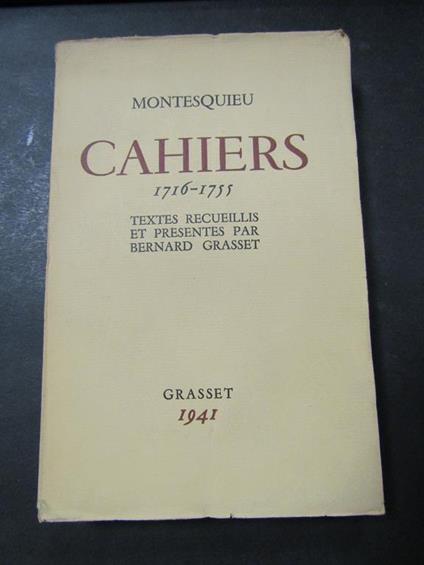 MONTESQUIEU
CAHIERS
1716-1755
TEXTES RECUEILLIS
ET PRESENTES PAR
BERNARD GRASSET
GRASSET
1941